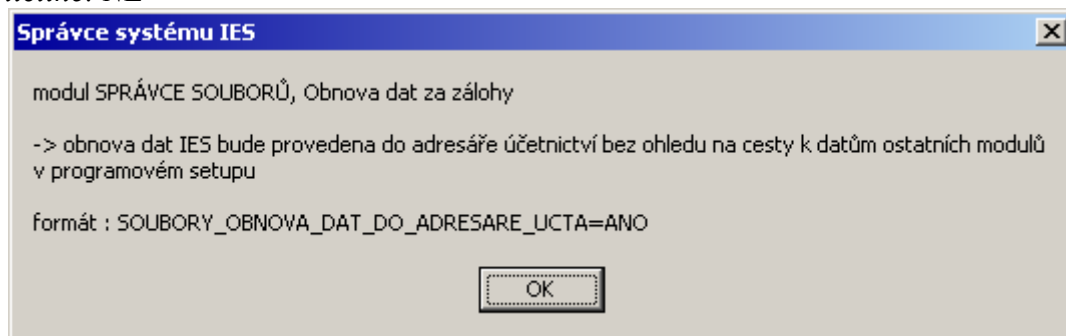 Správce systému IES
modul SPRÁVCE SOUBORŮ, Obnova dat za zálohy
-> obnova dat IES bude provedena do adresáře účetnictví bez ohledu na cesty k datům ostatních modulů
v programovém setupu
formát : SOUBORY_OBNOVA_DAT_DO_ADRESARE_UCTA=ANO
OK